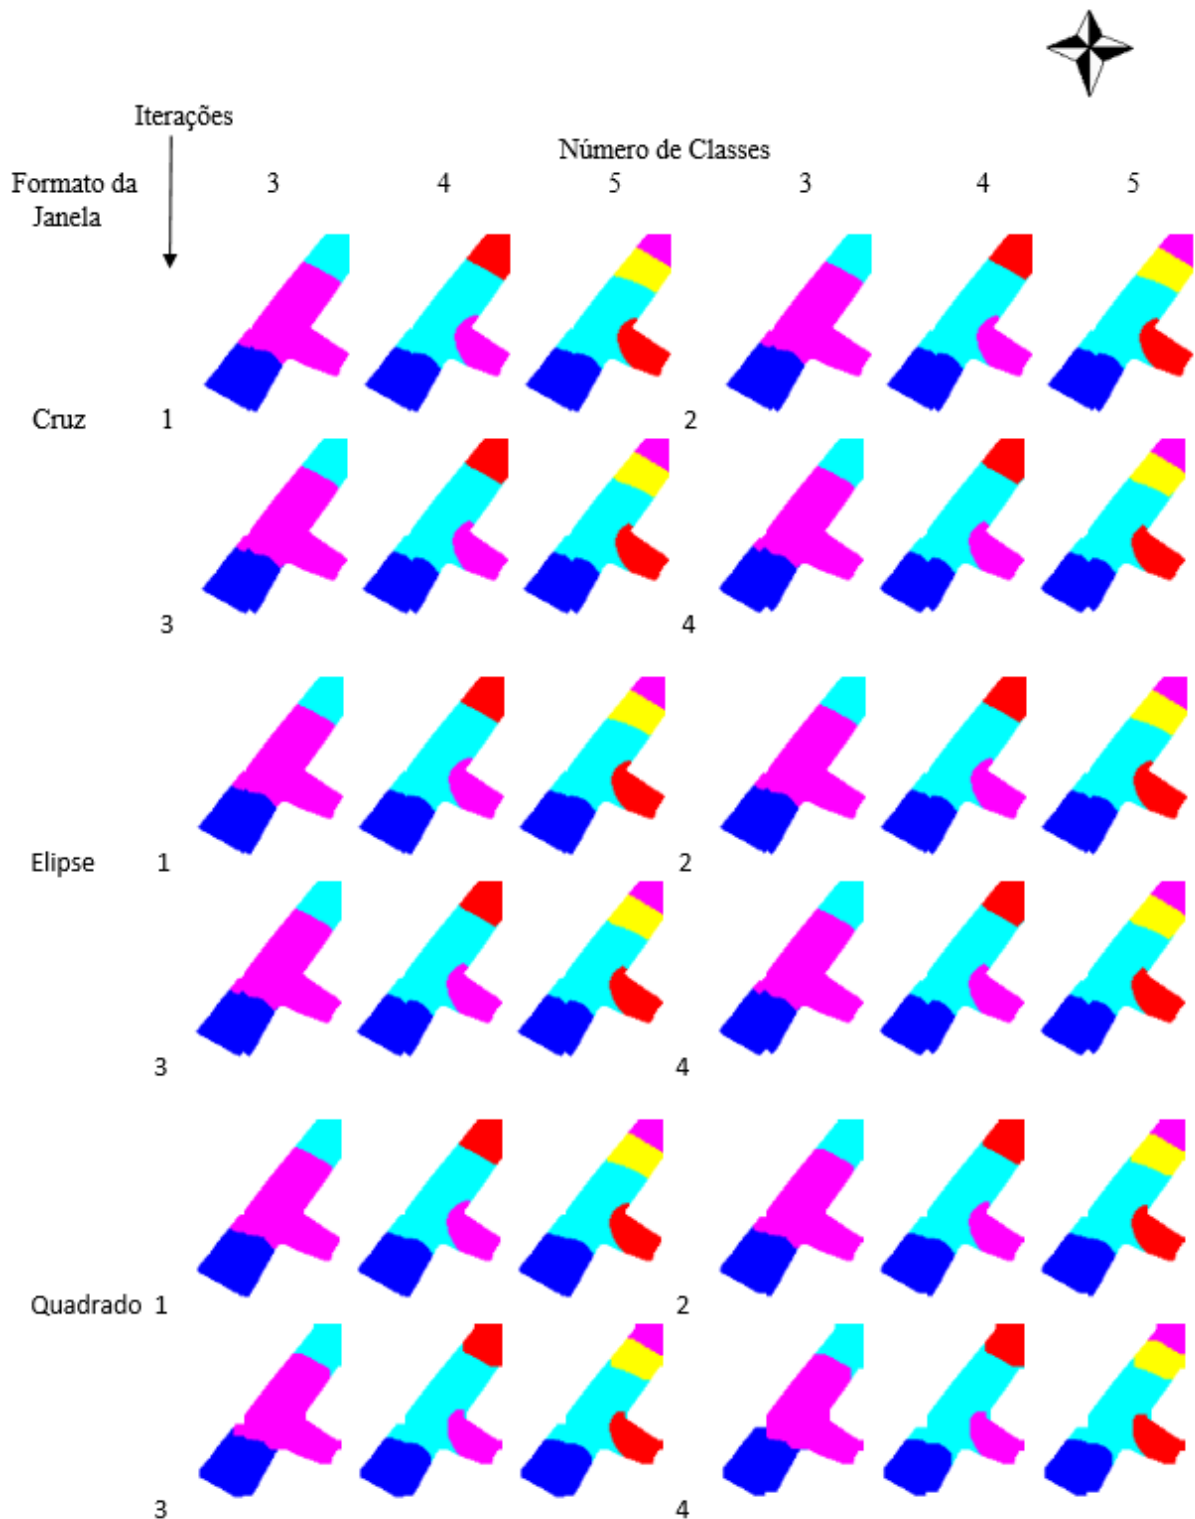 Iterações
Número de Classes
Formato da
Janela
3 4 5 3 4 5
Cruz 1 2
3 4
Elipse 1 2
3 4
Quadrado 1 2
3 4